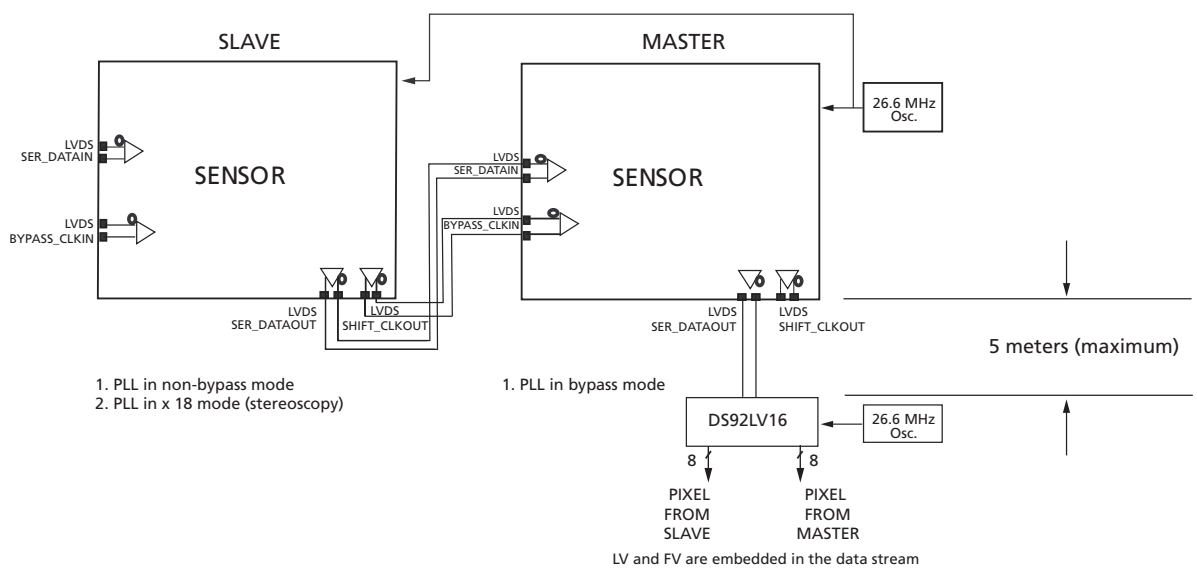 SLAVE
MASTER
26.6 MHz
Osc.
LVDS
SER_DATAIN
SENSOR
LVDS
BYPASS_CLKIN
LVDS
SER_DATAIN
SENSOR
LVDS
BYPASS_CLKIN
LVDS
SER_DATAOUT
LVDS
SHIFT_CLKOUT
LVDS
SER_DATAOUT
LVDS
SHIFT_CLKOUT
5 meters (maximum)
1. PLL in non-bypass mode
2. PLL in x 18 mode (stereoscopy)
1. PLL in bypass mode
DS92LV16
26.6 MHz
Osc.
8
8
PIXEL
FROM
SLAVE
PIXEL
FROM
MASTER
LV and FV are embedded in the data stream